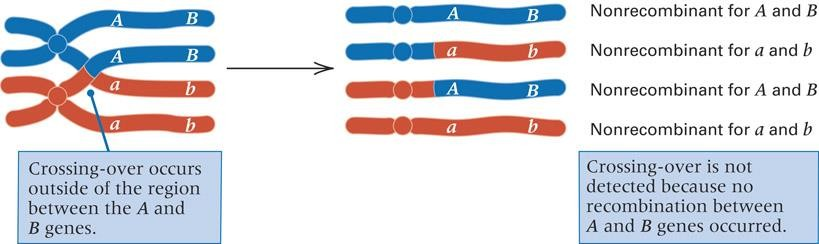 A B
A B
a b
a b
Crossing-over occurs
outside of the region
between the A and
B genes.
A B
Nonrecombinant for A and B
a b
Nonrecombinant for a and b
A B
Nonrecombinant for A and B
a b
Nonrecombinant for a and b
Crossing-over is not
detected because no
recombination between
A and B genes occurred.